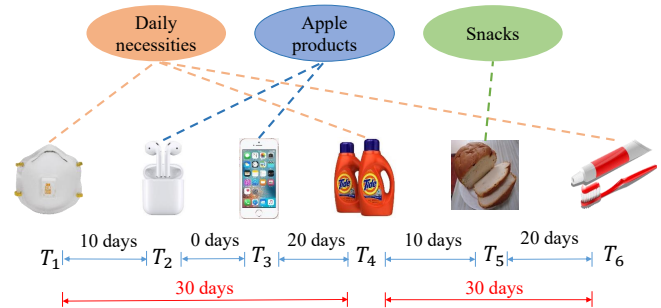 Daily
necessities
Apple
products
Snacks
Tide
10 days
0 days
20 days
10 days
20 days
T1 T2 T3 T4 T5 T6
30 days
30 days